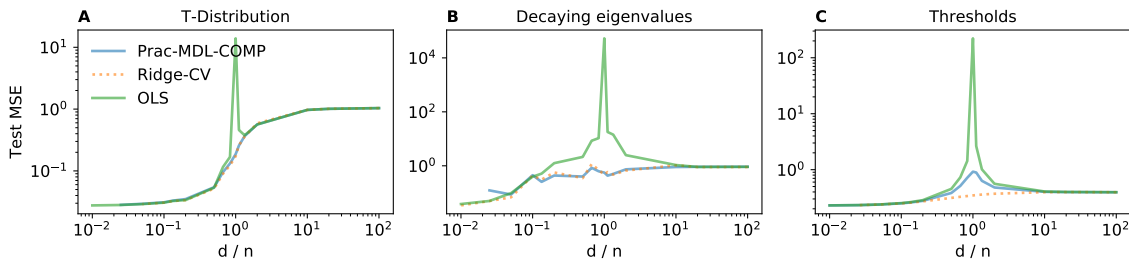 A T-Distribution
Test MSE
10^1
10^0
10^−1
Prac-MDL-COMP
Ridge-CV
OLS
10^−2 10^−1 10^0 10^1 10^2
d / n
B Decaying eigenvalues
10^4
10^2
10^0
10^−2 10^−1 10^0 10^1 10^2
d / n
C Thresholds
10^2
10^1
10^0
10^−2 10^−1 10^0 10^1 10^2
d / n